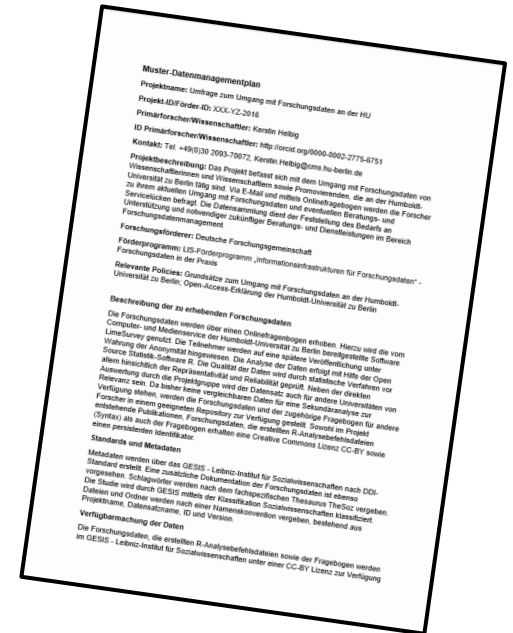 Muster-Datenmanagementplan
Projektname: Umfrage zum Umgang mit Forschungsdaten an der HU
Projekt-ID/Förder-ID: XXX-YZ-2016
Primärforscher/Wissenschaftler: Kerstin Helbig
ID Primärforscher/Wissenschaftler: http://orcid.org/0000-0002-2775-6751
Kontakt: Tel. +49(0)30 2093-70072, Kerstin.Helbig@cms.hu-berlin.de
Projektbeschreibung: Das Projekt befasst sich mit dem Umgang mit Forschungsdaten von
Wissenschaftlerinnen und Wissenschaftlern sowie Promovierenden, die an der Humboldt-
Universität zu Berlin tätig sind. Via E-Mail und mittels Onlinefragebogen werden die Forscher
zu ihrem aktuellen Umgang mit Forschungsdaten und eventuellen Beratungs- und
Servicelücken befragt. Die Datensammlung dient der Feststellung des Bedarfs an
Unterstützung und notwendiger zukünftiger Beratungs- und Dienstleistungen im Bereich
Forschungsdatenmanagement.
Forschungsförderer: Deutsche Forschungsgemeinschaft
Förderprogramm: LIS-Förderprogramm „Informationsinfrastrukturen für Forschungsdaten“ -
Forschungsdaten in der Praxis
Relevante Policies: Grundsätze zum Umgang mit Forschungsdaten an der Humboldt-
Universität zu Berlin; Open-Access-Erklärung der Humboldt-Universität zu Berlin
Beschreibung der zu erhebenden Forschungsdaten
Die Forschungsdaten werden über einen Onlinefragenbogen erhoben. Hierzu wird die vom
Computer- und Medienservice der Humboldt-Universität zu Berlin bereitgestellte Software
LimeSurvey genutzt. Die Teilnehmer werden auf eine spätere Veröffentlichung unter
Wahrung der Anonymität hingewiesen. Die Analyse der Daten erfolgt mit Hilfe der Open
Source Statistik-Software R. Die Qualität der Daten wird durch statistische Verfahren vor
allem hinsichtlich der Repräsentativität und Reliabilität geprüft. Neben der direkten
Auswertung durch die Projektgruppe wird der Datensatz auch für andere Universitäten von
Relevanz sein. Da bisher keine vergleichbaren Daten für eine Sekundäranalyse zur
Verfügung stehen, werden die Forschungsdaten und der zugehörige Fragebogen für andere
Forscher in einem geeigneten Repository zur Verfügung gestellt. Sowohl im Projekt
entstehende Publikationen, Forschungsdaten, die erstellten R-Analysebefehlsdateien
(Syntax) als auch der Fragebogen erhalten eine Creative Commons Lizenz CC-BY sowie
einen persistenten Identifikator.
Standards und Metadaten
Metadaten werden über das GESIS - Leibniz-Institut für Sozialwissenschaften nach DDI-
Standard erstellt. Eine zusätzliche Dokumentation der Forschungsdaten ist ebenso
vorgesehen. Schlagwörter werden nach dem fachspezifischen Thesaurus TheSoz vergeben.
Die Studie wird durch GESIS mittels der Klassifikation Sozialwissenschaften klassifiziert.
Dateien und Ordner werden nach einer Namenskonvention vergeben, bestehend aus
Projektname, Datensatzname, ID und Version.
Verfügbarmachung der Daten
Die Forschungsdaten, die erstellten R-Analysebefehlsdateien sowie der Fragebogen werden
im GESIS - Leibniz-Institut für Sozialwissenschaften unter einer CC-BY Lizenz zur Verfügung